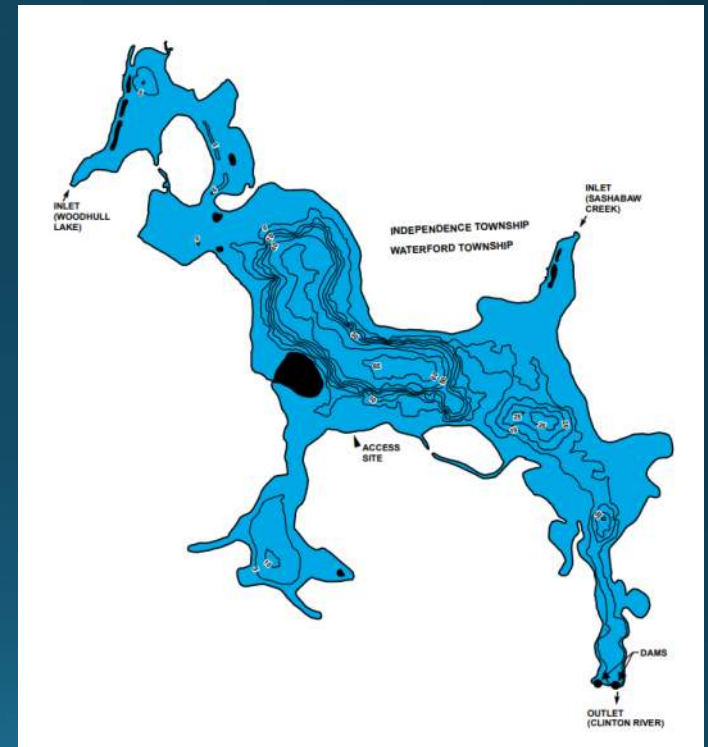 INLET
(WOODHULL
LAKE)
INLET
(SASHABAW
CREEK)
INDEPENDENCE TOWNSHIP
WATERFORD TOWNSHIP
ACCESS
SITE
DAMS
OUTLET
(CLINTON RIVER)